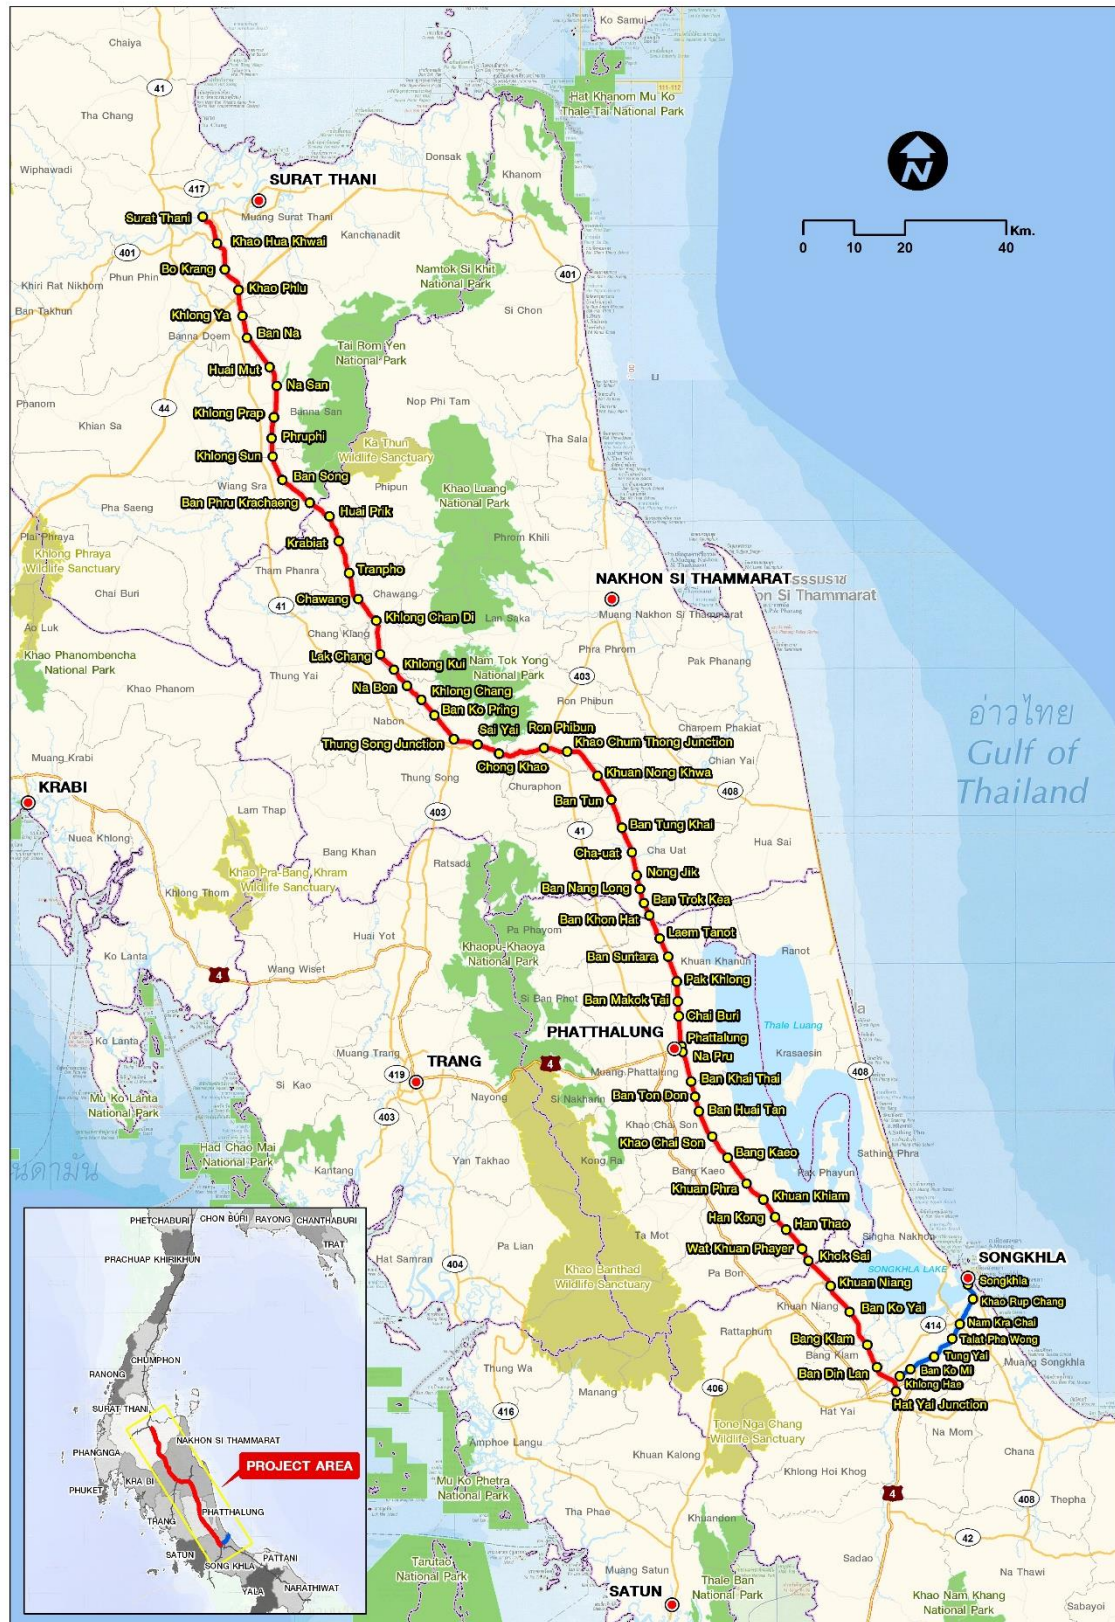 Ko Samui
Chaiya
41
111-112
Hat Khanom Mu Ko
Thale Tai National Park
Tha Chang
Wiphawadi
Donsak
Khanom
417
SURAT THANI
Surat Thani
Muang Surat Thani
Khao Hua Khwai
Kanchanadit
401
Bo Krang
Phun Phin
Khiri Rat Nikhom
Khao Phlu
Namtok Si Khit
National Park
401
Ban Takhun
Khlong Ya
Si Chon
Banna Doem
Ban Na
Tai Rom Yen
National Park
Huai Mut
Na San
Phanom
44
Nop Phi Tam
Khlong Prap
Banna San
Khian Sa
Phruphi
Ka Thun
Wildlife Sanctuary
Tha Sala
Khlong Sun
Ban Song
Wiang Sra
Phipun
Khao Luang
National Park
Ban Phru Krachaeng
Pha Saeng
Huai Prik
Plai Phraya
Phrom Khili
Krabiat
Khlong Phraya
Wildlife Sanctuary
Tham Phanra
Tranpho
NAKHON SI THAMMARAT
Chai Buri
41
Chawang
Chawang
Muang Nakhon Si Thammarat
Khlong Chan Di
Lan Saka
Ao Luk
Chang Klang
Khao Phanombencha
National Park
Lak Chang
Khlong Kui
Nam Tok Yong
National Park
Phra Phrom
Pak Phanang
Thung Yai
403
Khao Phanom
Na Bon
Khlong Chang
Ron Phibun
Ban Ko Pring
Nabon
Sai Yai
Ron Phibun
Charoem Phakiat
Thung Song Junction
Khao Chum Thong Junction
อ่าวไทย
Gulf of
Thailand
Muang Krabi
Chong Khao
Chian Yai
Thung Song
Khuan Nong Khwa
KRABI
Churaphon
408
Ban Tun
Lam Thap
403
41
Ban Tung Khai
Nuea Khlong
Bang Khan
Cha-uat
Cha Uat
Hua Sai
Ratsada
Khao Pra-Bang Khram
Wildlife Sanctuary
Nong Jik
Khlong Thom
Ban Nang Long
Ban Trok Kea
Ban Khon Hat
Huai Yot
Pa Phayom
Laem Tanot
Khaopu-Khaoya
National Park
Ranot
Ko Lanta
Ban Suntara
Khuan Khanun
Wang Wiset
4
Pak Khlong
Si Ban Phot
Ban Makok Tai
Chai Buri
Thale Luang
PHATTHALUNG
Phattalung
Na Pru
Krasaesin
Ko Lanta
Muang Trang
TRANG
4
Muang Phattalung
408
419
Ban Khai Thai
Si Kao
Nayong
Ban Ton Don
Si Nakharin
Mu Ko Lanta
National Park
403
Ban Huai Tan
Khao Chai Son
Had Chao Mai
National Park
Khao Chai Son
Sathing Phra
Yan Takhao
Kong Ra
Bang Kaeo
Bang Kaeo
Kantang
Pak Phayun
Khuan Phra
Khuan Khiam
Han Kong
Han Thao
Singha Nakhon
Ta Mot
Wat Khuan Phayer
Khok Sai
SONGKHLA
Pa Lian
Hat Samran
404
Khao Banthad
Wildlife Sanctuary
Pa Bon
SONGKHLA LAKE
Songkhla
Khuan Niang
Khao Rup Chang
Khuan Niang
Ban Ko Yai
414
Nam Kra Chai
Rattaphum
Talat Pha Wong
Bang Klam
Bang Klam
Tung Yai
Muang Songkhla
Thung Wa
Ban Din Lan
Ban Ko Mi
Khlong Hae
Manang
406
Hat Yai Junction
416
Hat Yai
Tone Nga Chang
Wildlife Sanctuary
Na Mom
Amphoe Langu
Khuan Kalong
Chana
Khlong Hoi Khog
Mu Ko Phetra
National Park
4
408
Thepha
Tha Phae
Khuandon
42
Sadao
Tarutao
National Park
Muang Satun
Thale Ban
National Park
Na Thawi
SATUN
Khao Nam Khang
National Park
Sabayoi
N
0 10 20 40 Km.
PHETCHABURI
CHON BURI
RAYONG
CHANTHABURI
TRAT
PRACHUAP KHIRIKHUN
CHUMPHON
RANONG
SURAT THANI
NAKHON SI THAMMARAT
PHANGNGA
KRA BI
PROJECT AREA
PHUKET
PHATTHALUNG
TRANG
SATUN
SONG KHLA
PATTANI
YALA
NARATHIWAT